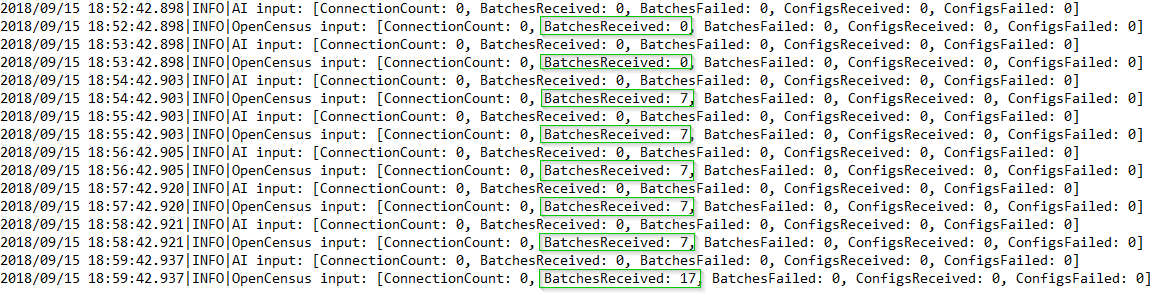 2018/09/15 18:52:42.898|INFO|AI input: [ConnectionCount: 0, BatchesReceived: 0, BatchesFailed: 0, ConfigsReceived: 0, ConfigsFailed: 0]
2018/09/15 18:52:42.898|INFO|OpenCensus input: [ConnectionCount: 0, BatchesReceived: 0, BatchesFailed: 0, ConfigsReceived: 0, ConfigsFailed: 0]
2018/09/15 18:53:42.898|INFO|AI input: [ConnectionCount: 0, BatchesReceived: 0, BatchesFailed: 0, ConfigsReceived: 0, ConfigsFailed: 0]
2018/09/15 18:53:42.898|INFO|OpenCensus input: [ConnectionCount: 0, BatchesReceived: 0, BatchesFailed: 0, ConfigsReceived: 0, ConfigsFailed: 0]
2018/09/15 18:54:42.903|INFO|AI input: [ConnectionCount: 0, BatchesReceived: 0, BatchesFailed: 0, ConfigsReceived: 0, ConfigsFailed: 0]
2018/09/15 18:54:42.903|INFO|OpenCensus input: [ConnectionCount: 0, BatchesReceived: 7, BatchesFailed: 0, ConfigsReceived: 0, ConfigsFailed: 0]
2018/09/15 18:55:42.903|INFO|AI input: [ConnectionCount: 0, BatchesReceived: 0, BatchesFailed: 0, ConfigsReceived: 0, ConfigsFailed: 0]
2018/09/15 18:55:42.903|INFO|OpenCensus input: [ConnectionCount: 0, BatchesReceived: 7, BatchesFailed: 0, ConfigsReceived: 0, ConfigsFailed: 0]
2018/09/15 18:56:42.905|INFO|AI input: [ConnectionCount: 0, BatchesReceived: 0, BatchesFailed: 0, ConfigsReceived: 0, ConfigsFailed: 0]
2018/09/15 18:56:42.905|INFO|OpenCensus input: [ConnectionCount: 0, BatchesReceived: 7, BatchesFailed: 0, ConfigsReceived: 0, ConfigsFailed: 0]
2018/09/15 18:57:42.920|INFO|AI input: [ConnectionCount: 0, BatchesReceived: 0, BatchesFailed: 0, ConfigsReceived: 0, ConfigsFailed: 0]
2018/09/15 18:57:42.920|INFO|OpenCensus input: [ConnectionCount: 0, BatchesReceived: 7, BatchesFailed: 0, ConfigsReceived: 0, ConfigsFailed: 0]
2018/09/15 18:58:42.921|INFO|AI input: [ConnectionCount: 0, BatchesReceived: 0, BatchesFailed: 0, ConfigsReceived: 0, ConfigsFailed: 0]
2018/09/15 18:58:42.921|INFO|OpenCensus input: [ConnectionCount: 0, BatchesReceived: 7, BatchesFailed: 0, ConfigsReceived: 0, ConfigsFailed: 0]
2018/09/15 18:59:42.937|INFO|AI input: [ConnectionCount: 0, BatchesReceived: 0, BatchesFailed: 0, ConfigsReceived: 0, ConfigsFailed: 0]
2018/09/15 18:59:42.937|INFO|OpenCensus input: [ConnectionCount: 0, BatchesReceived: 17, BatchesFailed: 0, ConfigsReceived: 0, ConfigsFailed: 0]